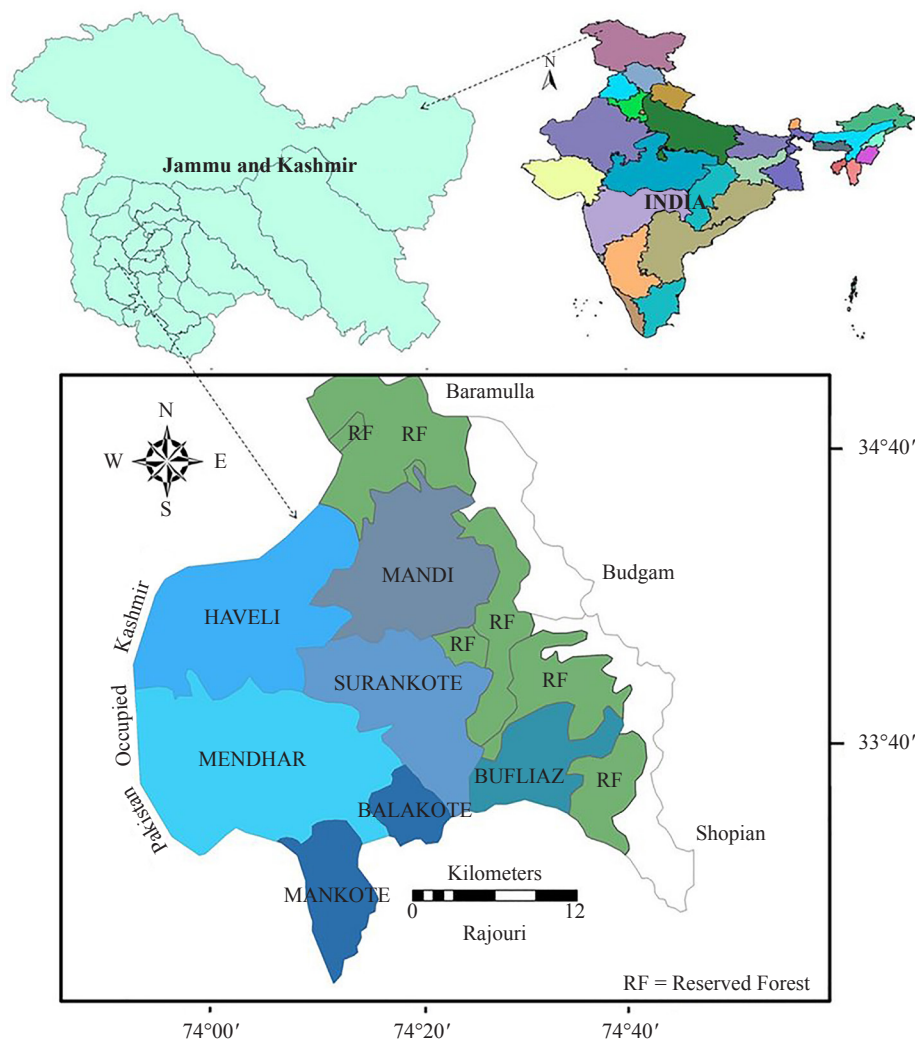 N
Jammu and Kashmir
INDIA
Baramulla
N
W E
S
RF RF
34°40′
MANDI
Budgam
HAVELI
RF
RF
SURANKOTE
RF
Pakistan Occupied Kashmir
MENDHAR
33°40′
BUFLIAZ
RF
BALAKOTE
Shopian
Kilometers
MANKOTE
0 12
Rajouri
RF = Reserved Forest
74°00′ 74°20′ 74°40′